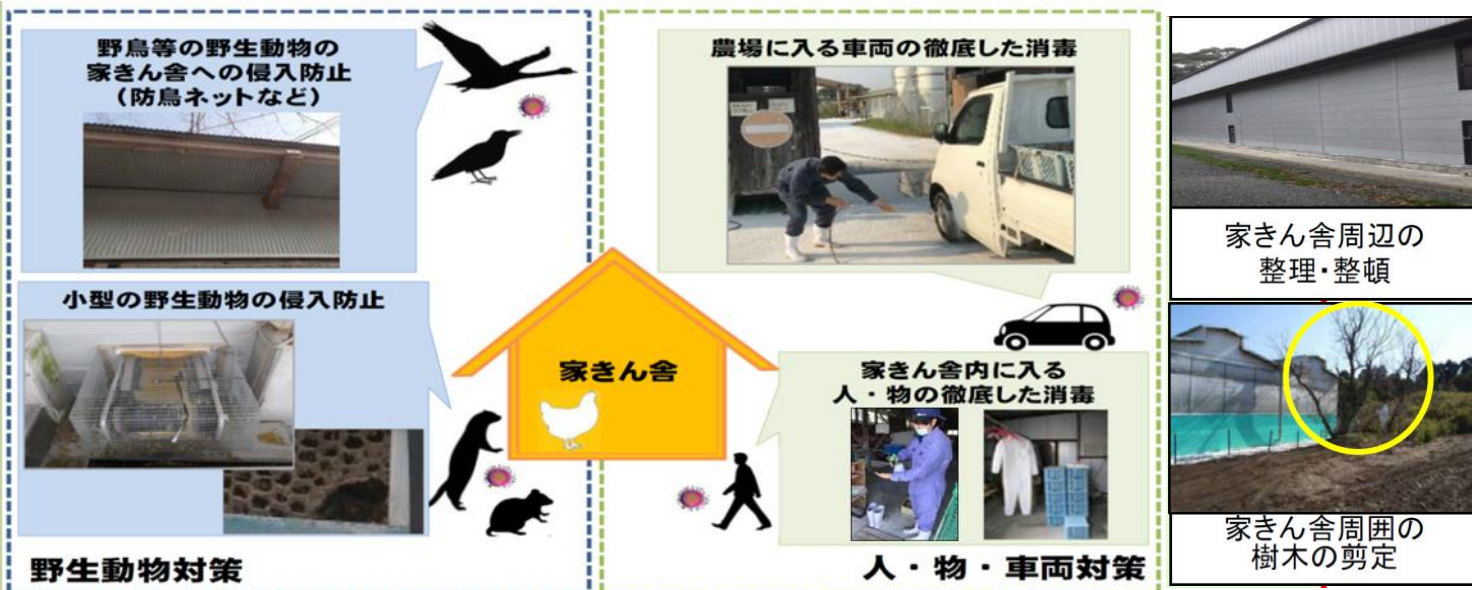 野鳥等の野生動物の
家きん舎への侵入防止
（防鳥ネットなど）
小型の野生動物の侵入防止
野生動物対策
家きん舎
農場に入る車両の徹底した消毒
家きん舎内に入る
人・物の徹底した消毒
人・物・車両対策
家きん舎周辺の
整理・整頓
家きん舎周囲の
樹木の剪定